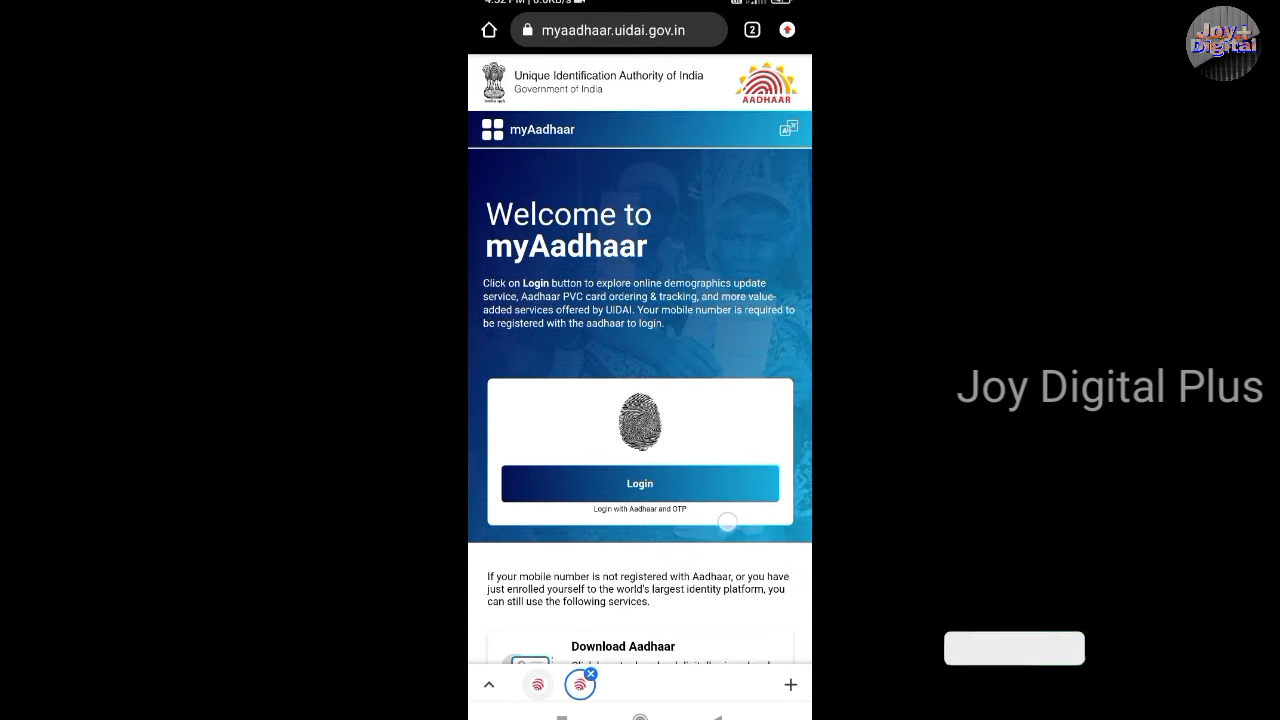 myaadhaar.uidai.gov.in
2
Joy+
Digital
Unique Identification Authority of India
Government of India
AADHAAR
myAadhaar
Welcome to
myAadhaar
Click on Login button to explore online demographics update
service, Aadhaar PVC card ordering & tracking, and more value-
added services offered by UIDAI. Your mobile number is required to
be registered with the aadhaar to login.
Joy Digital Plus
Login
Login with Aadhaar and OTP
If your mobile number is not registered with Aadhaar, or you have
just enrolled yourself to the world's largest identity platform, you
can still use the following services.
Download Aadhaar